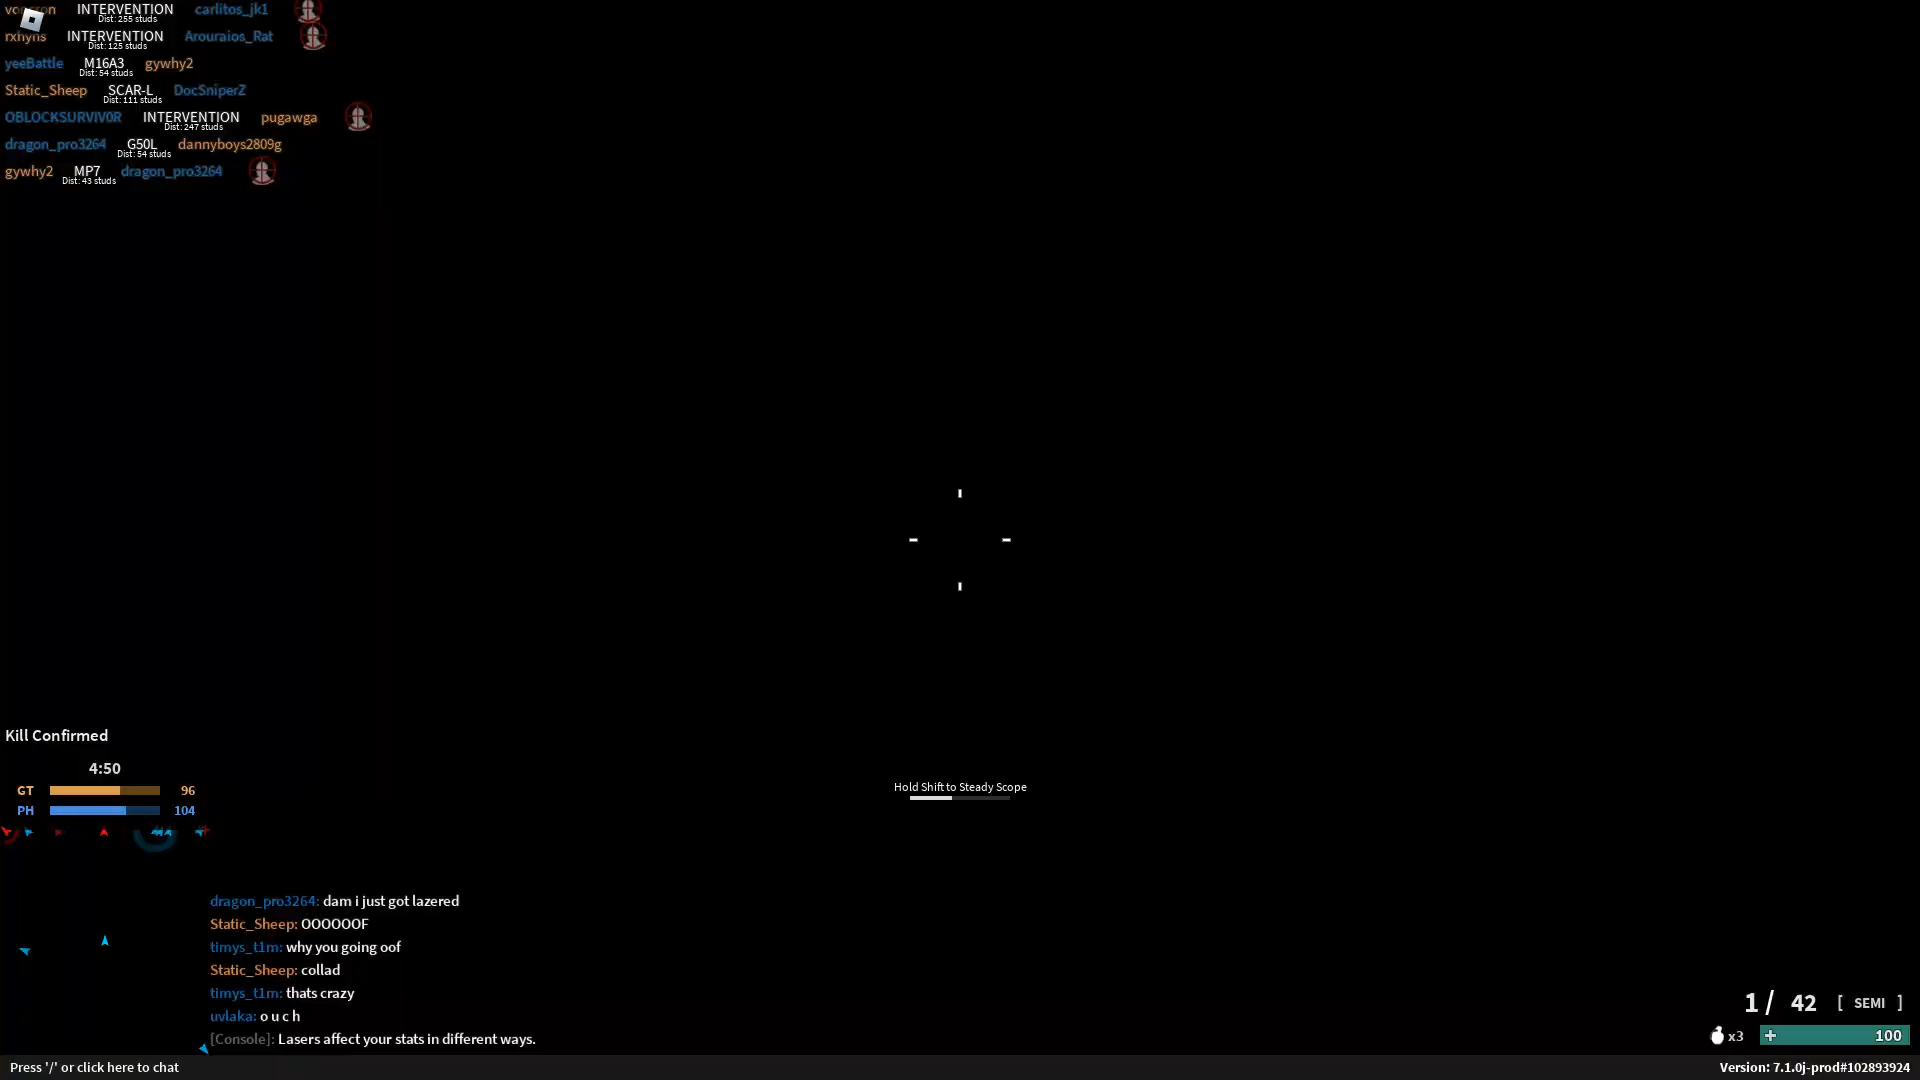 INTERVENTION carlitos_jk1
Dist: 255 studs
rxhyns INTERVENTION Arouraios_Rat
Dist: 125 studs
yeeBattle M16A3 gywhy2
Dist: 54 studs
Static_Sheep SCAR-L DocSniperZ
Dist: 111 studs
OBLOCKSURVIV0R INTERVENTION pugawga
Dist: 247 studs
dragon_pro3264 G50L dannyboys2809g
Dist: 54 studs
gywhy2 MP7 dragon_pro3264
Dist: 43 studs
Hold Shift to Steady Scope
Kill Confirmed
4:50
GT 96
PH 104
dragon_pro3264: dam i just got lazered
Static_Sheep: OOOOOOF
timys_t1m: why you going oof
Static_Sheep: collad
timys_t1m: thats crazy
uvlaka: o u c h
[Console]: Lasers affect your stats in different ways.
1 / 42 [ SEMI ]
x3 100
Press '/' or click here to chat
Version: 7.1.0j-prod#102893924